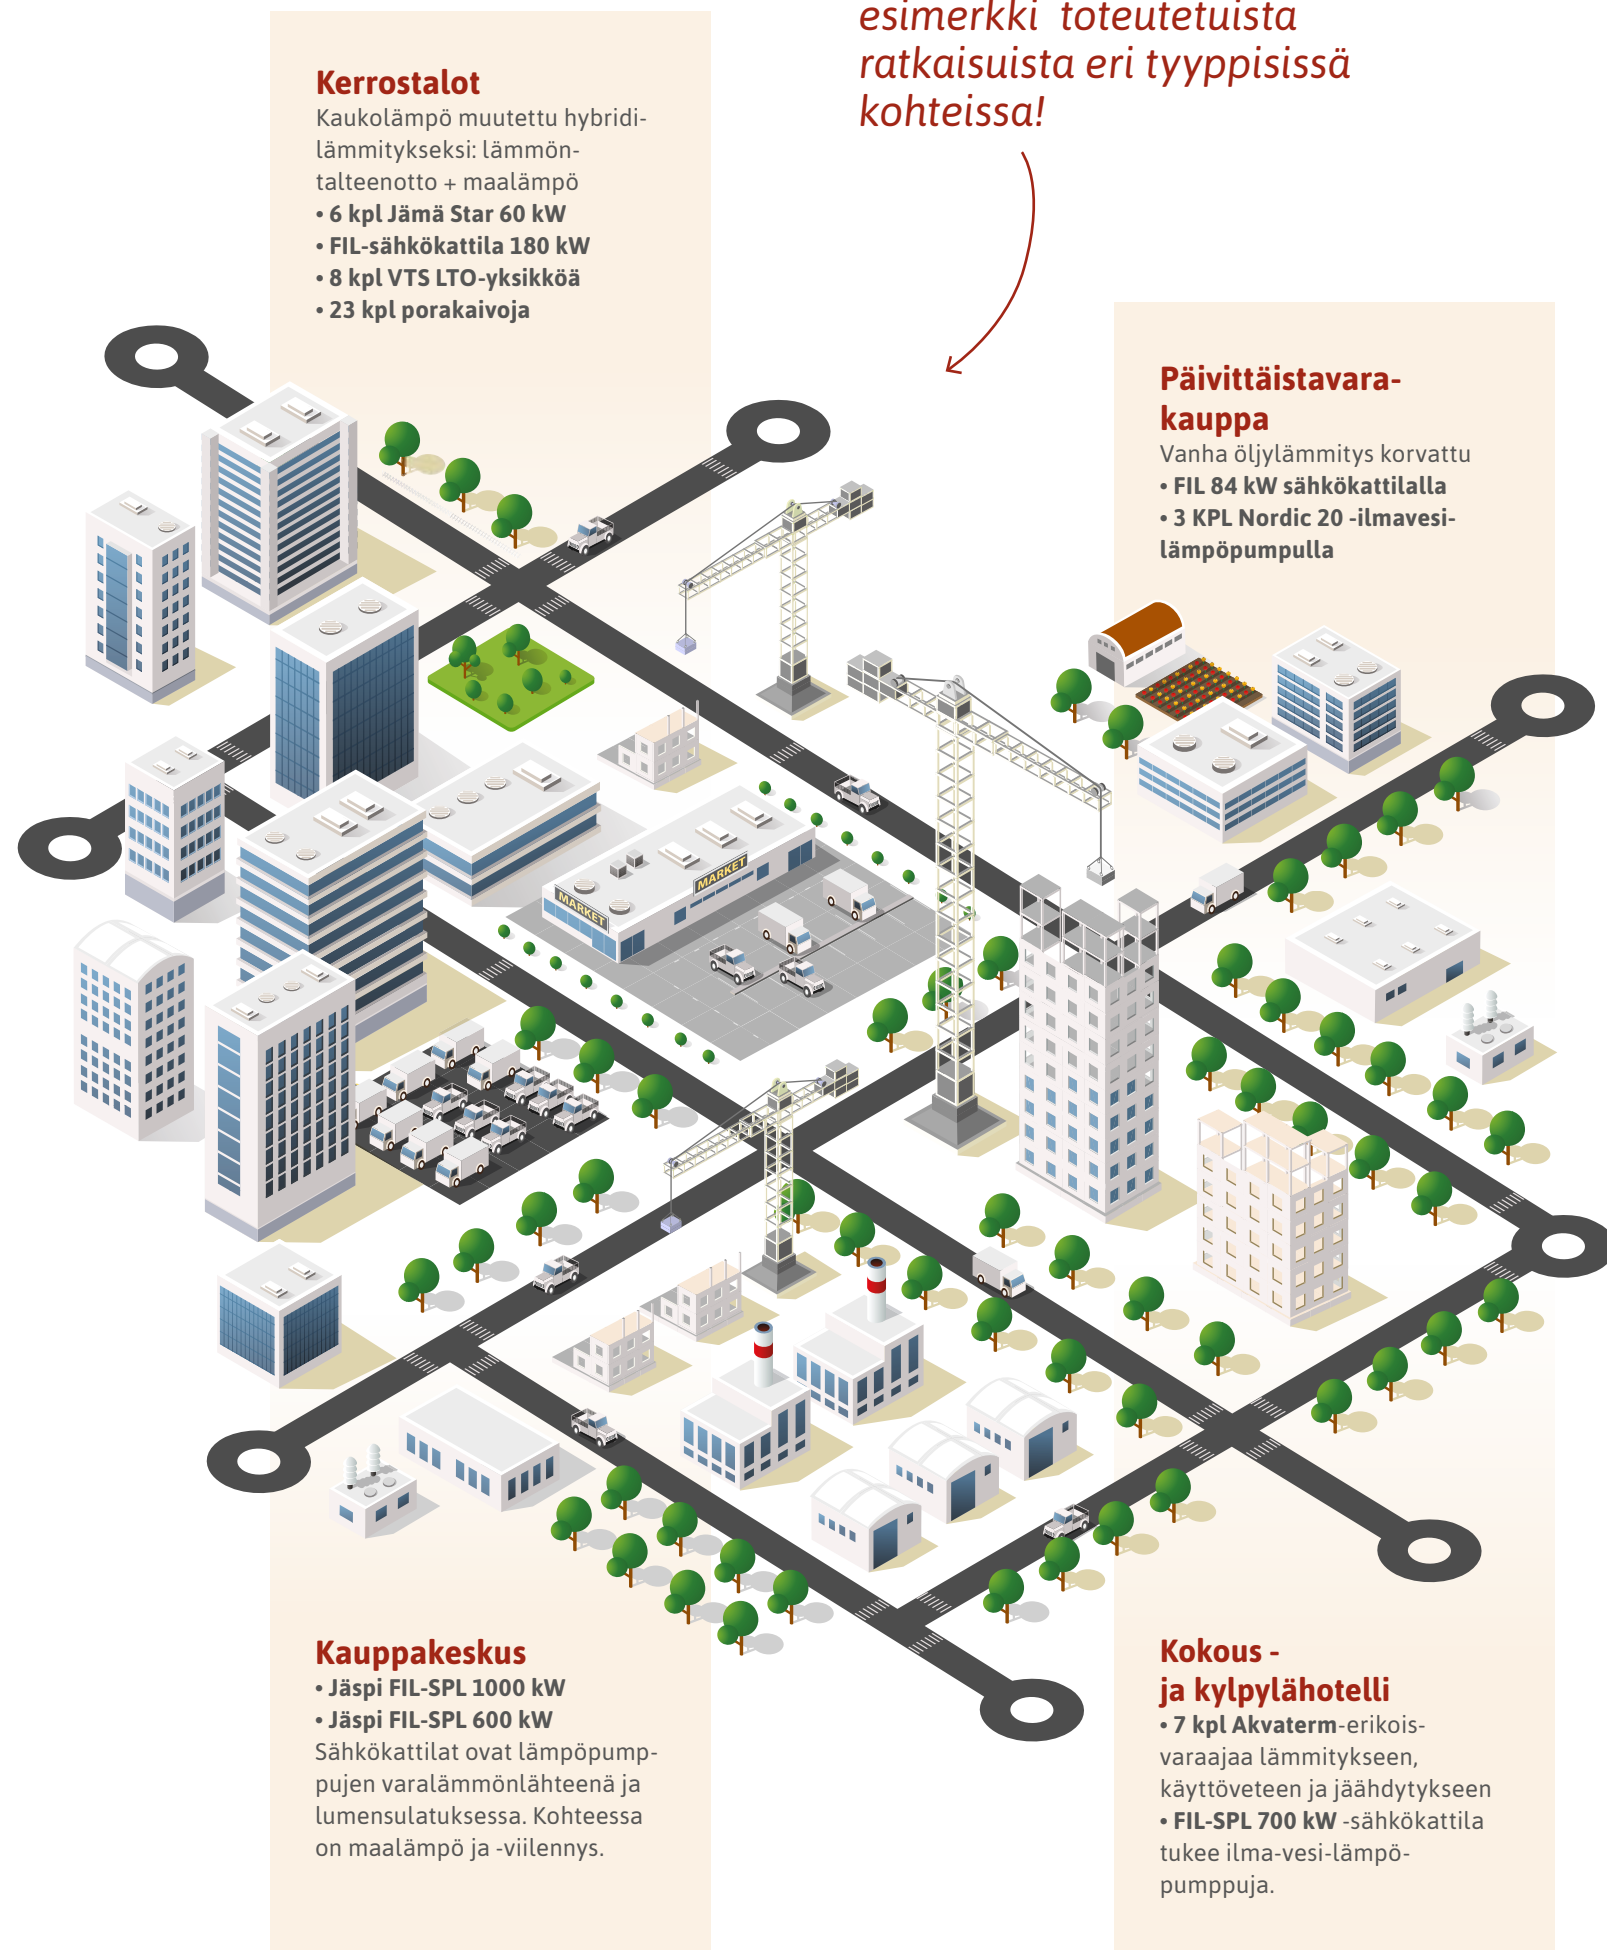 esimerkki toteutetuista
ratkaisuista eri tyyppisissä
kohteissa!
Kerrostalot
Kaukolämpö muutettu hybridi-
lämmitykseksi: lämmön-
talteenotto + maalämpö
• 6 kpl Jämä Star 60 kW
• FIL-sähkökattila 180 kW
• 8 kpl VTS LTO-yksikköä
• 23 kpl porakaivoja
Päivittäistavara-
kauppa
Vanha öljylämmitys korvattu
• FIL 84 kW sähkökattilalla
• 3 KPL Nordic 20 -ilmavesi-
lämpöpumpulla
MARKET
MARKET
Kauppakeskus
• Jäspi FIL-SPL 1000 kW
• Jäspi FIL-SPL 600 kW
Sähkökattilat ovat lämpöpump-
pujen varalämmönlähteenä ja
lumensulatuksessa. Kohteessa
on maalämpö ja -viilennys.
Kokous -
ja kylpylähotelli
• 7 kpl Akvaterm-erikois-
varaajaa lämmitykseen,
käyttöveteen ja jäähdytykseen
• FIL-SPL 700 kW -sähkökattila
tukee ilma-vesi-lämpö-
pumppuja.